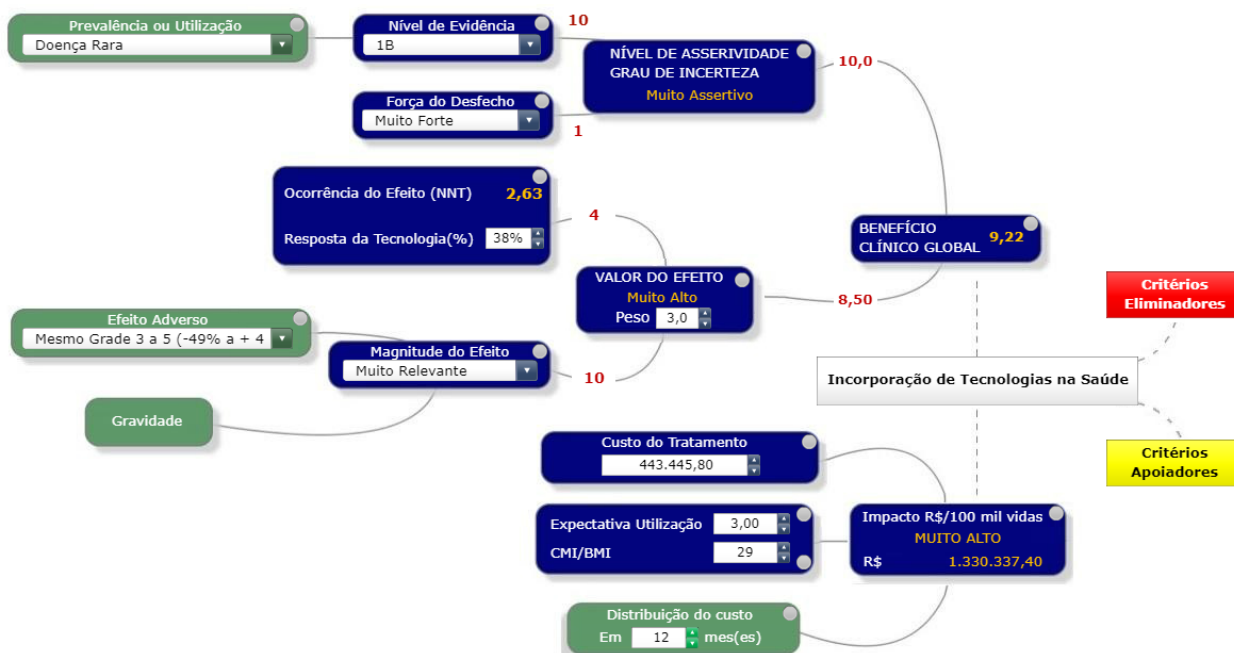 Prevalência ou Utilização
Doença Rara
Nível de Evidência
1B
10
NÍVEL DE ASSERIVIDADE
GRAU DE INCERTEZA
Muito Assertivo
10,0
Força do Desfecho
Muito Forte
1
Ocorrência do Efeito (NNT) 2,63
Resposta da Tecnologia(%) 38%
4
BENEFÍCIO
CLÍNICO GLOBAL 9,22
VALOR DO EFEITO
Muito Alto
Peso 3,0
8,50
Critérios
Eliminadores
Efeito Adverso
Mesmo Grade 3 a 5 (-49% a + 4
Magnitude do Efeito
Muito Relevante
10
Incorporação de Tecnologias na Saúde
Gravidade
Custo do Tratamento
443.445,80
Critérios
Apoiadores
Expectativa Utilização 3,00
CMI/BMI 29
Impacto R$/100 mil vidas
MUITO ALTO
R$ 1.330.337,40
Distribuição do custo
Em 12 mes(es)